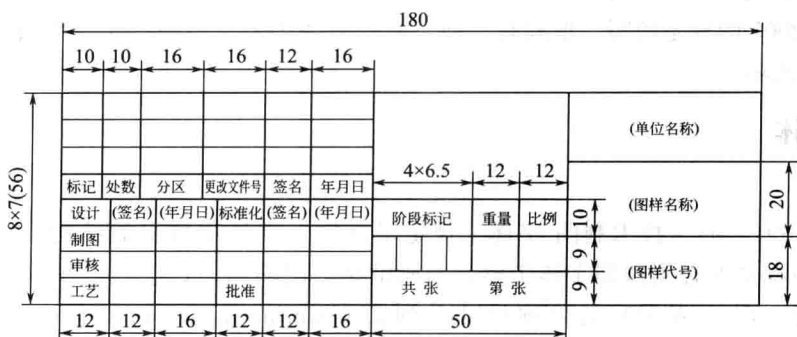 180
10 10 16 16 12 16
(单位名称)
4×6.5 12 12
8×7(56)
标记 处数 分区 更改文件号 签名 年月日
(图样名称) 20
设计 (签名) (年月日) 标准化 (签名) (年月日) 阶段标记 重量 比例 10
制图
9
审核
(图样代号) 18
工艺 批准 共 张 第 张 9
12 12 16 12 12 16 50